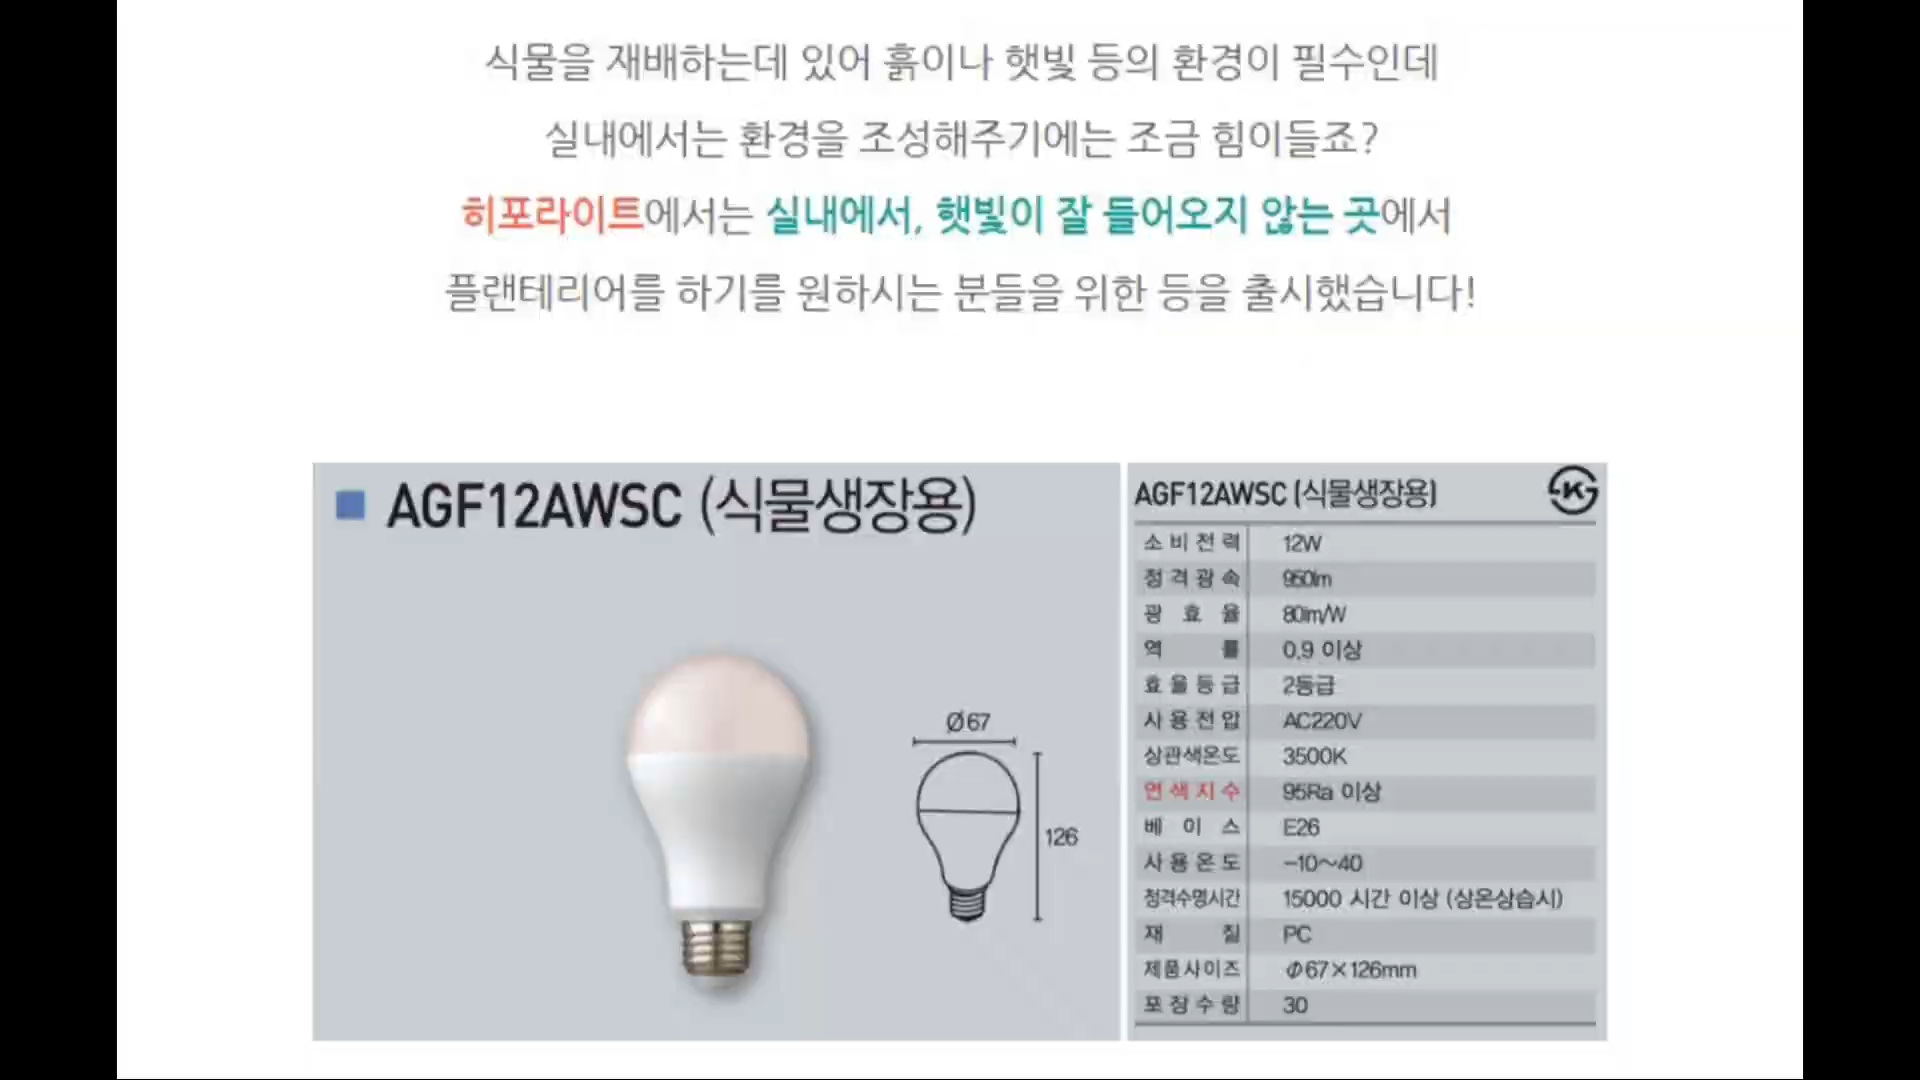 식물을 재배하는데 있어 흙이나 햇빛 등의 환경이 필수인데
실내에서는 환경을 조성해주기에는 조금 힘이들죠?
히포라이트에서는 실내에서, 햇빛이 잘 들어오지 않는 곳에서
플랜테리어를 하기를 원하시는 분들을 위한 등을 출시했습니다!
AGF12AWSC (식물생장용)
Ø67
126
AGF12AWSC (식물생장용)
소비전력 12W
정격광속 950lm
광효율 80lm/W
역률 0.9 이상
효율등급 2등급
사용전압 AC220V
상관색온도 3500K
연색지수 95Ra 이상
베이스 E26
사용온도 -10~40
정격수명시간 15000 시간 이상 (상온상습시)
재질 PC
제품사이즈 Φ67×126mm
포장수량 30